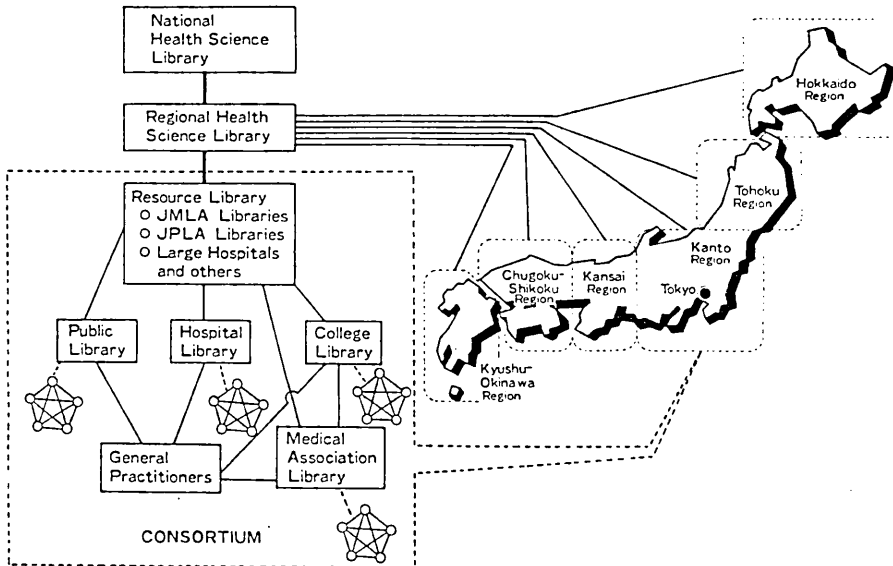 National
Health Science
Library
Regional Health
Science Library
Resource Library
○ JMLA Libraries
○ JPLA Libraries
○ Large Hospitals
and others
Public
Library
Hospital
Library
College
Library
General
Practitioners
Medical
Association
Library
CONSORTIUM
Hokkaido
Region
Tohoku
Region
Kanto
Region
Tokyo
Kansai
Region
Chugoku-
Shikoku
Region
Kyushu-
Okinawa
Region